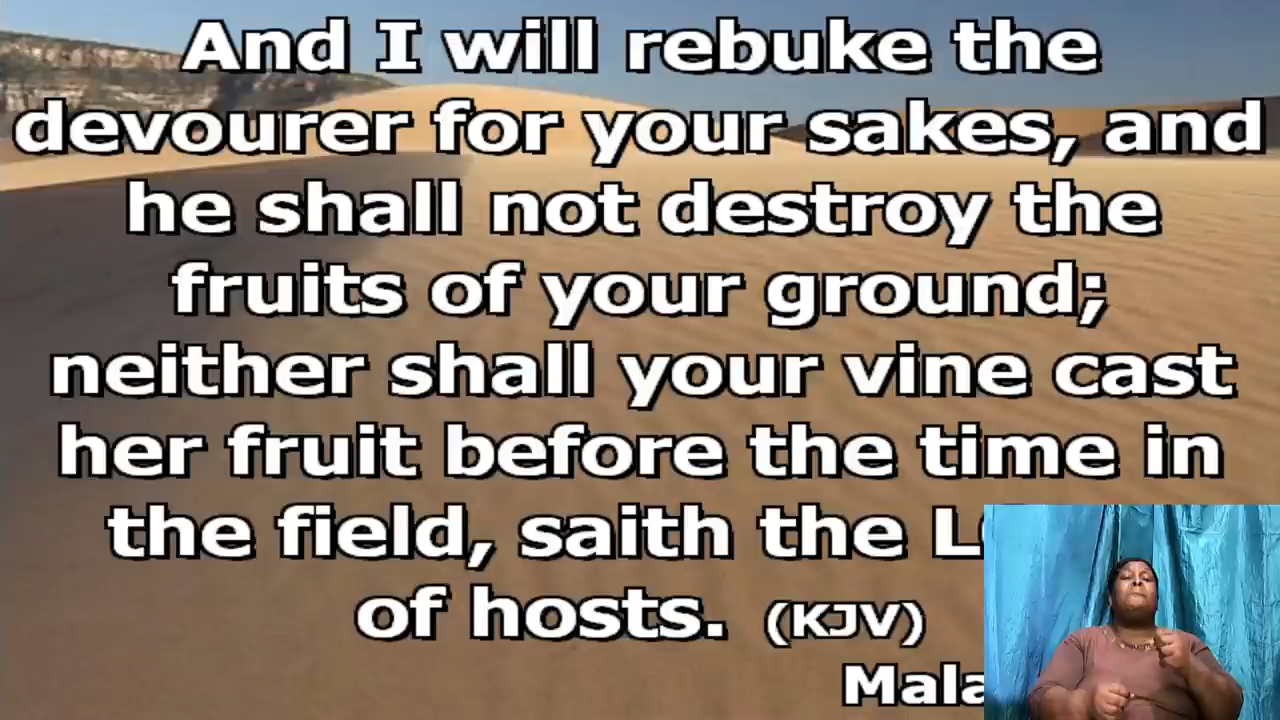 And I will rebuke the
devourer for your sakes, and
he shall not destroy the
fruits of your ground;
neither shall your vine cast
her fruit before the time in
the field, saith the
of hosts. (KJV)